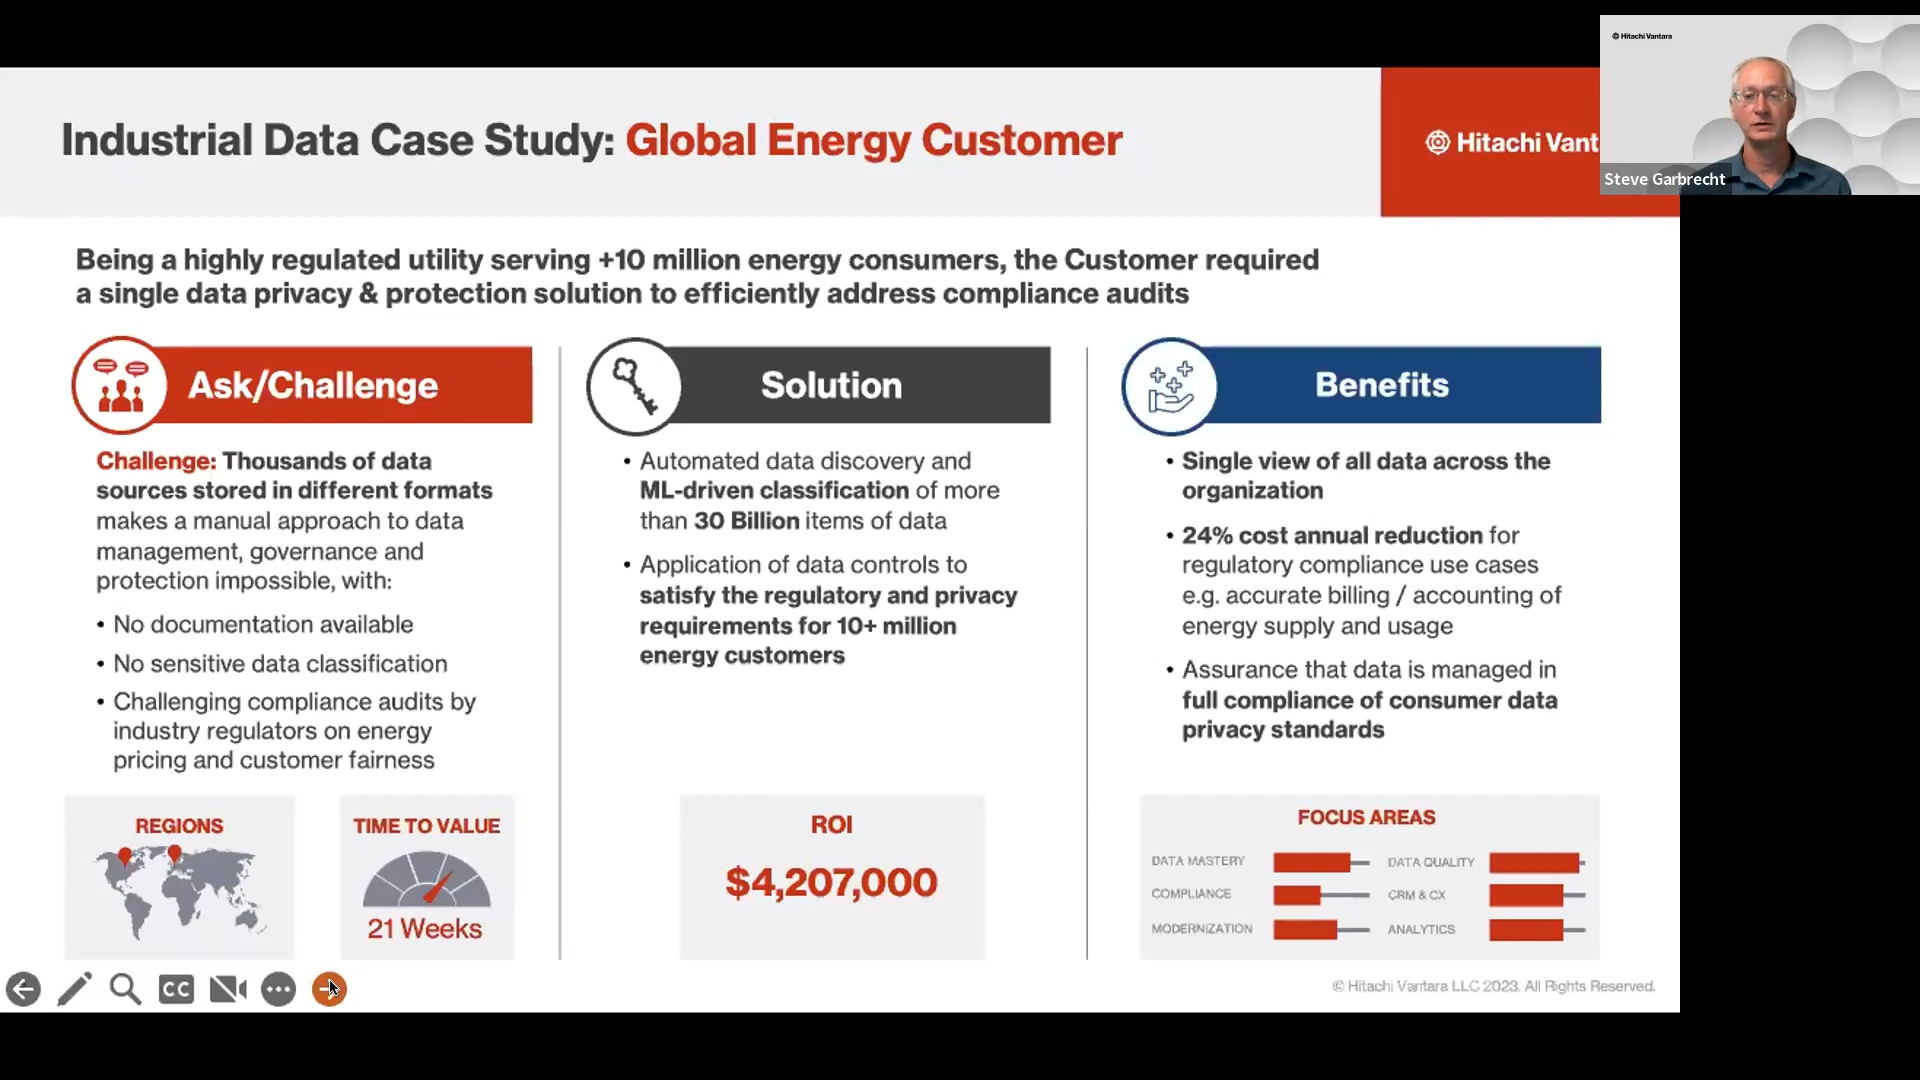 Hitachi Vantara
Steve Garbrecht
Industrial Data Case Study: Global Energy Customer
Hitachi Vant
Being a highly regulated utility serving +10 million energy consumers, the Customer required
a single data privacy & protection solution to efficiently address compliance audits
Ask/Challenge
Challenge: Thousands of data
sources stored in different formats
makes a manual approach to data
management, governance and
protection impossible, with:
• No documentation available
• No sensitive data classification
• Challenging compliance audits by
industry regulators on energy
pricing and customer fairness
REGIONS
TIME TO VALUE
21 Weeks
Solution
• Automated data discovery and
ML-driven classification of more
than 30 Billion items of data
• Application of data controls to
satisfy the regulatory and privacy
requirements for 10+ million
energy customers
ROI
$4,207,000
Benefits
• Single view of all data across the
organization
• 24% cost annual reduction for
regulatory compliance use cases
e.g. accurate billing / accounting of
energy supply and usage
• Assurance that data is managed in
full compliance of consumer data
privacy standards
FOCUS AREAS
DATA MASTERY
DATA QUALITY
COMPLIANCE
CRM & CX
MODERNIZATION
ANALYTICS
CC
© Hitachi Vantara LLC 2023. All Rights Reserved.